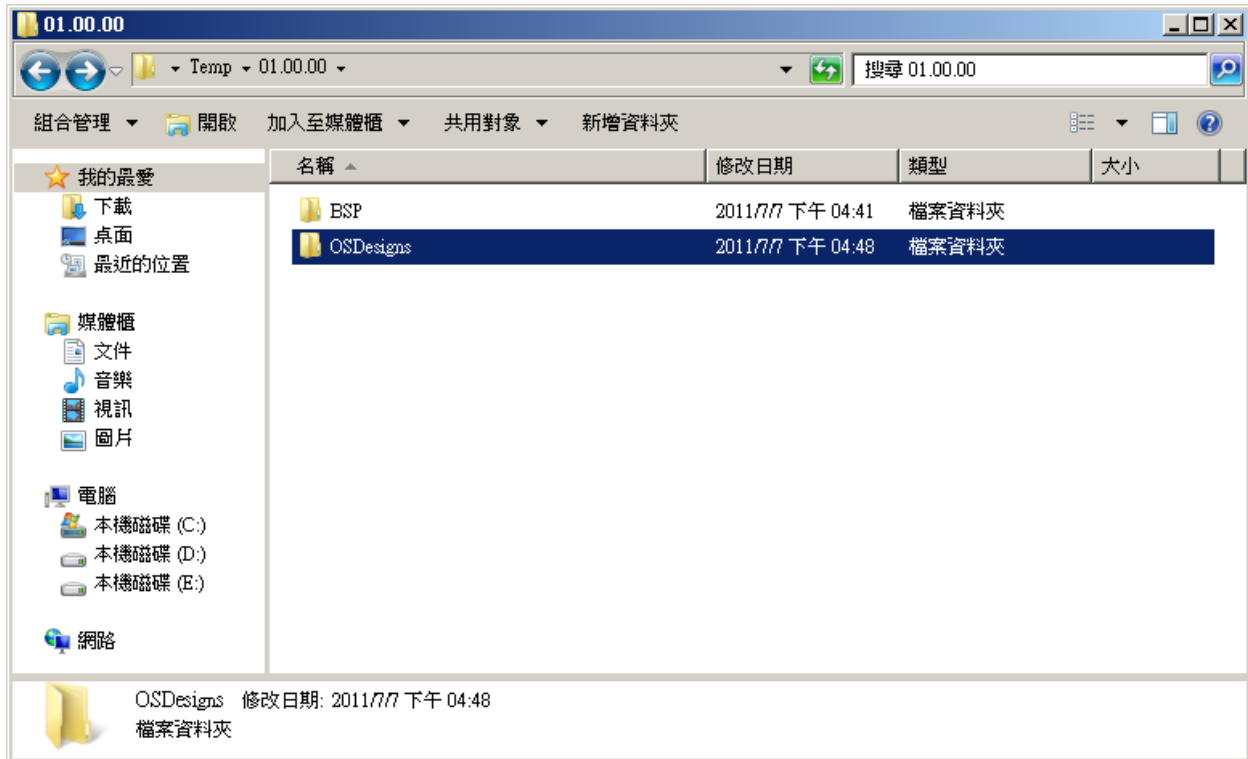 01.00.00
Temp 01.00.00 搜尋 01.00.00
組合管理 開啟 加入至媒體櫃 共用對象 新增資料夾
名稱 修改日期 類型 大小
我的最愛
下載
桌面
最近的位置
媒體櫃
文件
音樂
視訊
圖片
電腦
本機磁碟 (C:)
本機磁碟 (D:)
本機磁碟 (E:)
網路
BSP 2011/7/7 下午 04:41 檔案資料夾
OSDesigns 2011/7/7 下午 04:48 檔案資料夾
OSDesigns 修改日期: 2011/7/7 下午 04:48
檔案資料夾